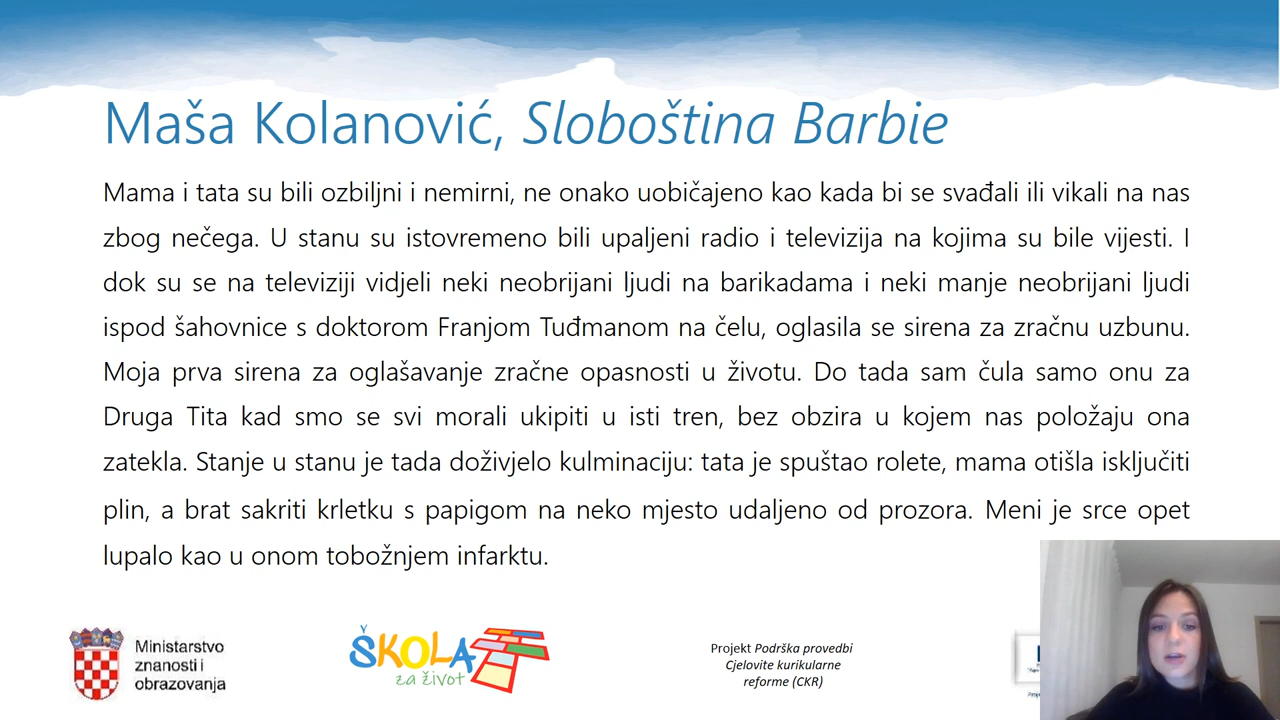 Maša Kolanović, Sloboština Barbie
Mama i tata su bili ozbiljni i nemirni, ne onako uobičajeno kao kada bi se svađali ili vikali na nas
zbog nečega. U stanu su istovremeno bili upaljeni radio i televizija na kojima su bile vijesti. I
dok su se na televiziji vidjeli neki neobrijani ljudi na barikadama i neki manje neobrijani ljudi
ispod šahovnice s doktorom Franjom Tuđmanom na čelu, oglasila se sirena za zračnu uzbunu.
Moja prva sirena za oglašavanje zračne opasnosti u životu. Do tada sam čula samo onu za
Druga Tita kad smo se svi morali ukipiti u isti tren, bez obzira u kojem nas položaju ona
zatekla. Stanje u stanu je tada doživjelo kulminaciju: tata je spuštao rolete, mama otišla isključiti
plin, a brat sakriti krletku s papigom na neko mjesto udaljeno od prozora. Meni je srce opet
lupalo kao u onom tobožnjem infarktu.
Ministarstvo
znanosti i
obrazovanja
ŠKOLA
za život
Projekt Podrška provedbi
Cjelovite kurikularne
reforme (CKR)